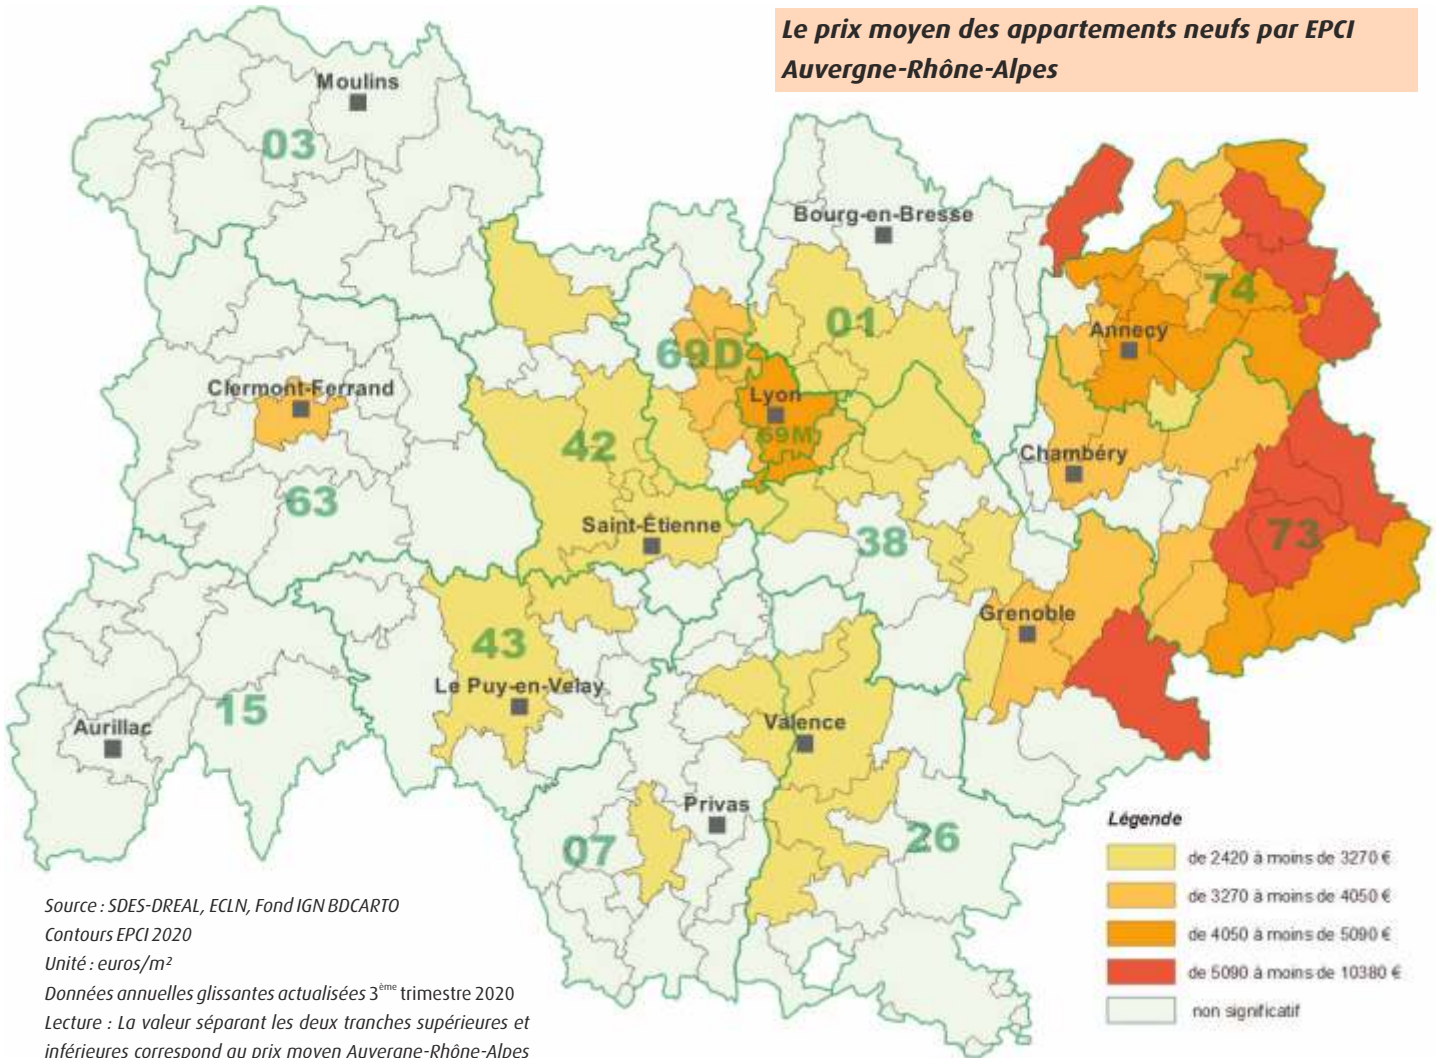 Le prix moyen des appartements neufs par EPCI
Auvergne-Rhône-Alpes
Moulins
03
Bourg-en-Bresse
74
01
Annecy
69D
Clermont-Ferrand
Lyon
69M
42
Chambéry
63
Saint-Étienne
38
73
Grenoble
43
Le Puy-en-Velay
15
Aurillac
Valence
Privas
07
26
Légende
de 2420 à moins de 3270 €
de 3270 à moins de 4050 €
de 4050 à moins de 5090 €
de 5090 à moins de 10380 €
non significatif
Source : SDES-DREAL, ECLN, Fond IGN BDCARTO
Contours EPCI 2020
Unité : euros/m²
Données annuelles glissantes actualisées 3ème trimestre 2020
Lecture : La valeur séparant les deux tranches supérieures et
inférieures correspond au prix moyen Auvergne-Rhône-Alpes